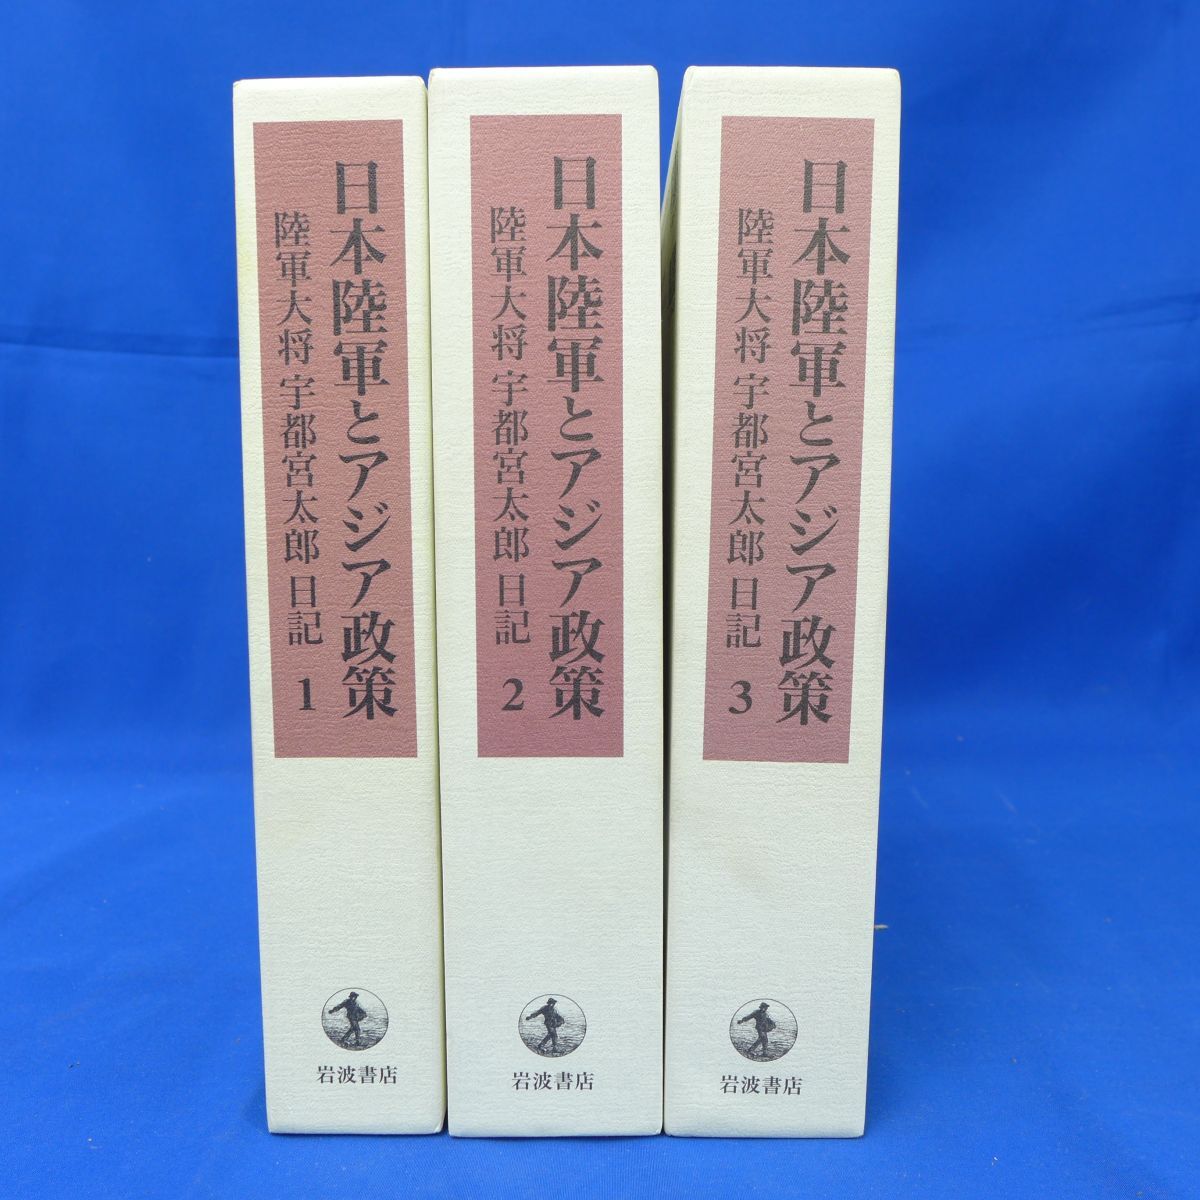 日本陸軍とアジア政策
陸軍大将 宇都宮太郎 日記
1
岩波書店
日本陸軍とアジア政策
陸軍大将 宇都宮太郎 日記
2
岩波書店
日本陸軍とアジア政策
陸軍大将 宇都宮太郎 日記
3
岩波書店